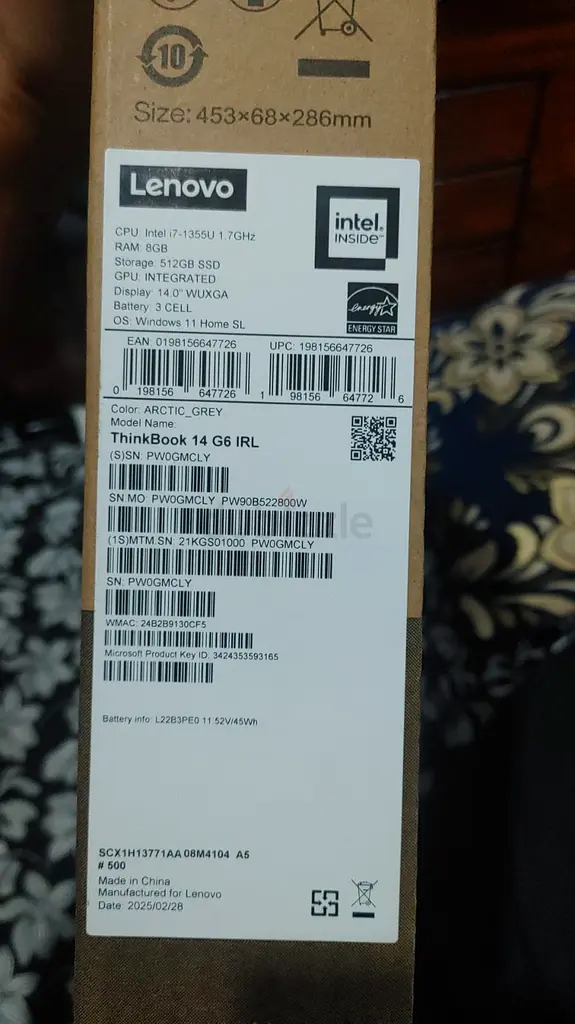 10
Size: 453×68×286mm
Lenovo
intel.
INSIDE™
CPU: Intel i7-1355U 1.7GHz
RAM: 8GB
Storage: 512GB SSD
GPU: INTEGRATED
Display: 14.0" WUXGA
Battery: 3 CELL
OS: Windows 11 Home SL
energy
ENERGY STAR
EAN: 0198156647726
UPC: 198156647726
0 198156 647726
1 98156 64772 6
Color: ARCTIC_GREY
Model Name:
ThinkBook 14 G6 IRL
(S)SN: PW0GMCLY
SN MO: PW0GMCLY PW90B522800W
(1S)MTM.SN: 21KGS01000 PW0GMCLY
SN: PW0GMCLY
WMAC: 24B2B9130CF5
Microsoft Product Key ID: 3424353593165
Battery info: L22B3PE0 11.52V/45Wh
SCX1H13771AA 08M4104 A5
# 500
Made in China
Manufactured for Lenovo
Date: 2025/02/28